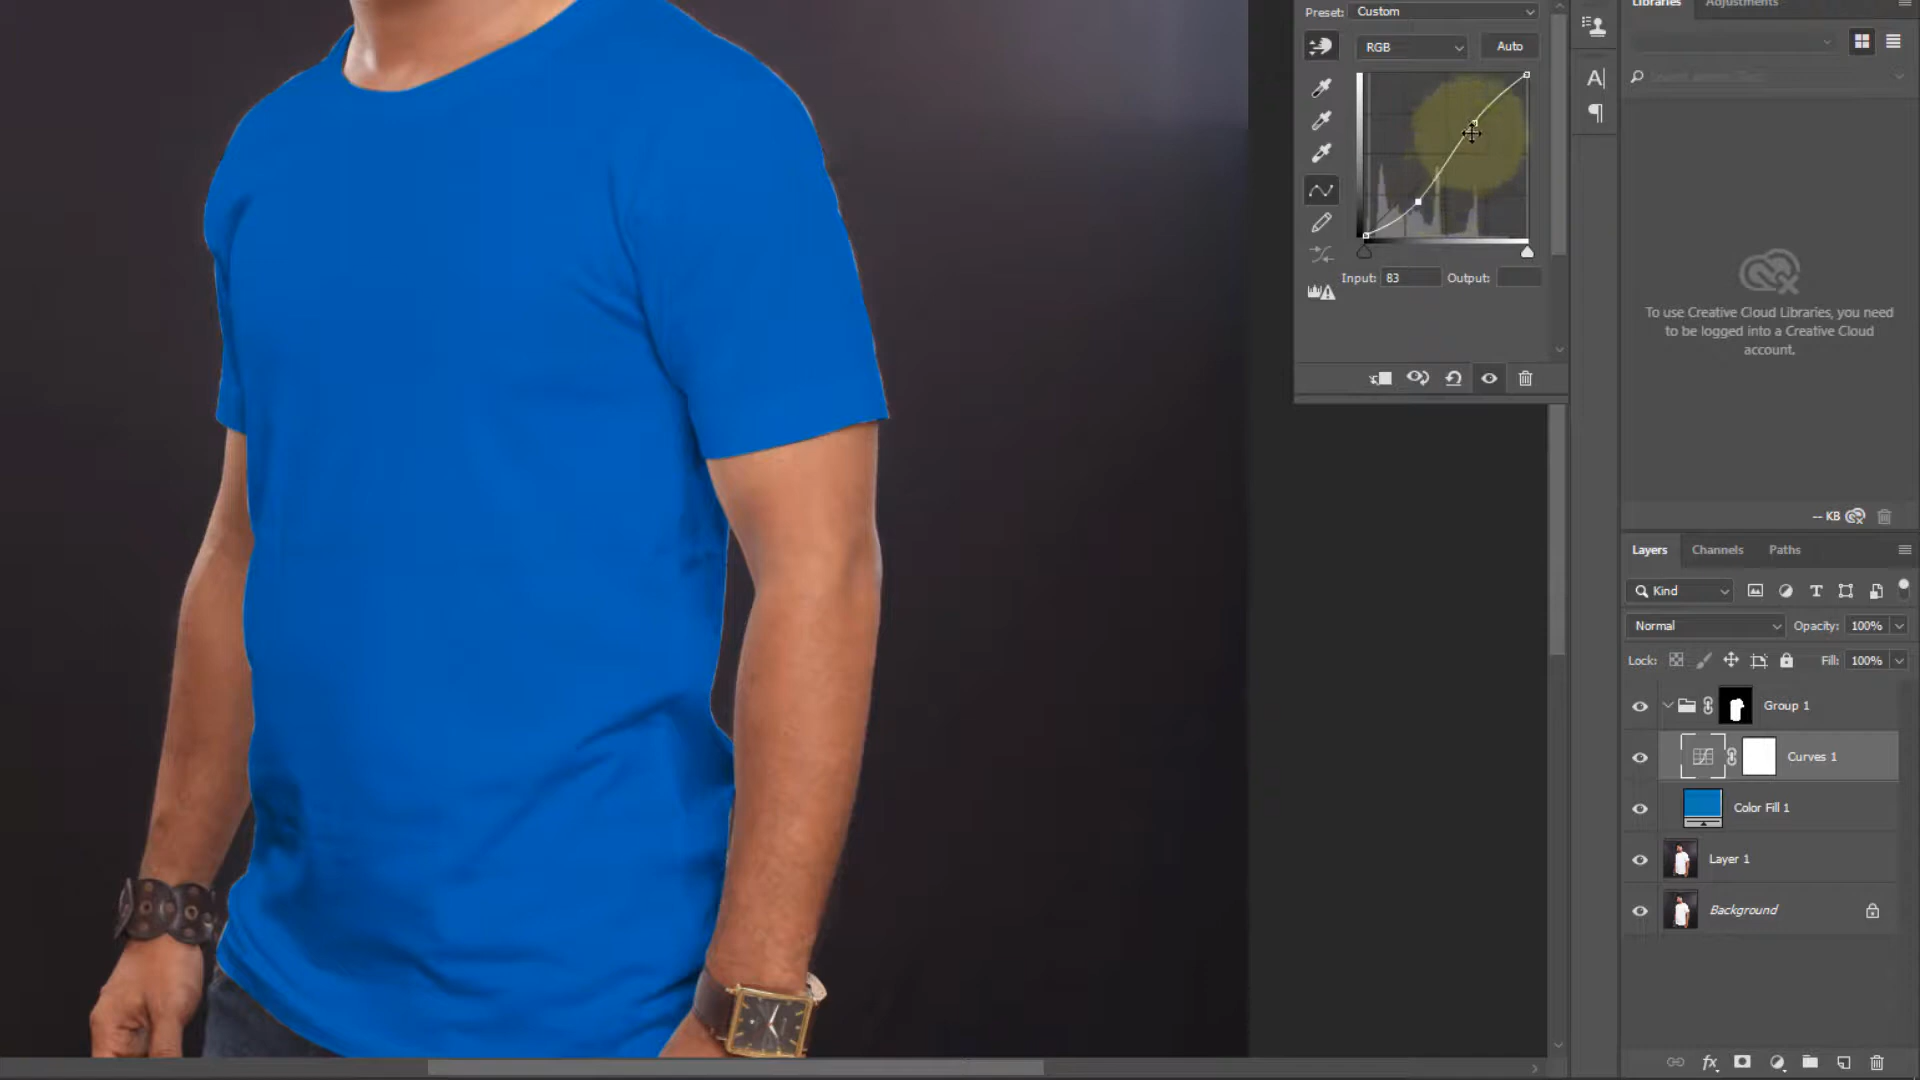 Preset: Custom
RGB Auto
Input: 83 Output:
Libraries Adjustments
To use Creative Cloud Libraries, you need
to be logged into a Creative Cloud
account.
-- KB
Layers Channels Paths
Kind
Normal Opacity: 100%
Lock: Fill: 100%
Group 1
Curves 1
Color Fill 1
Layer 1
Background